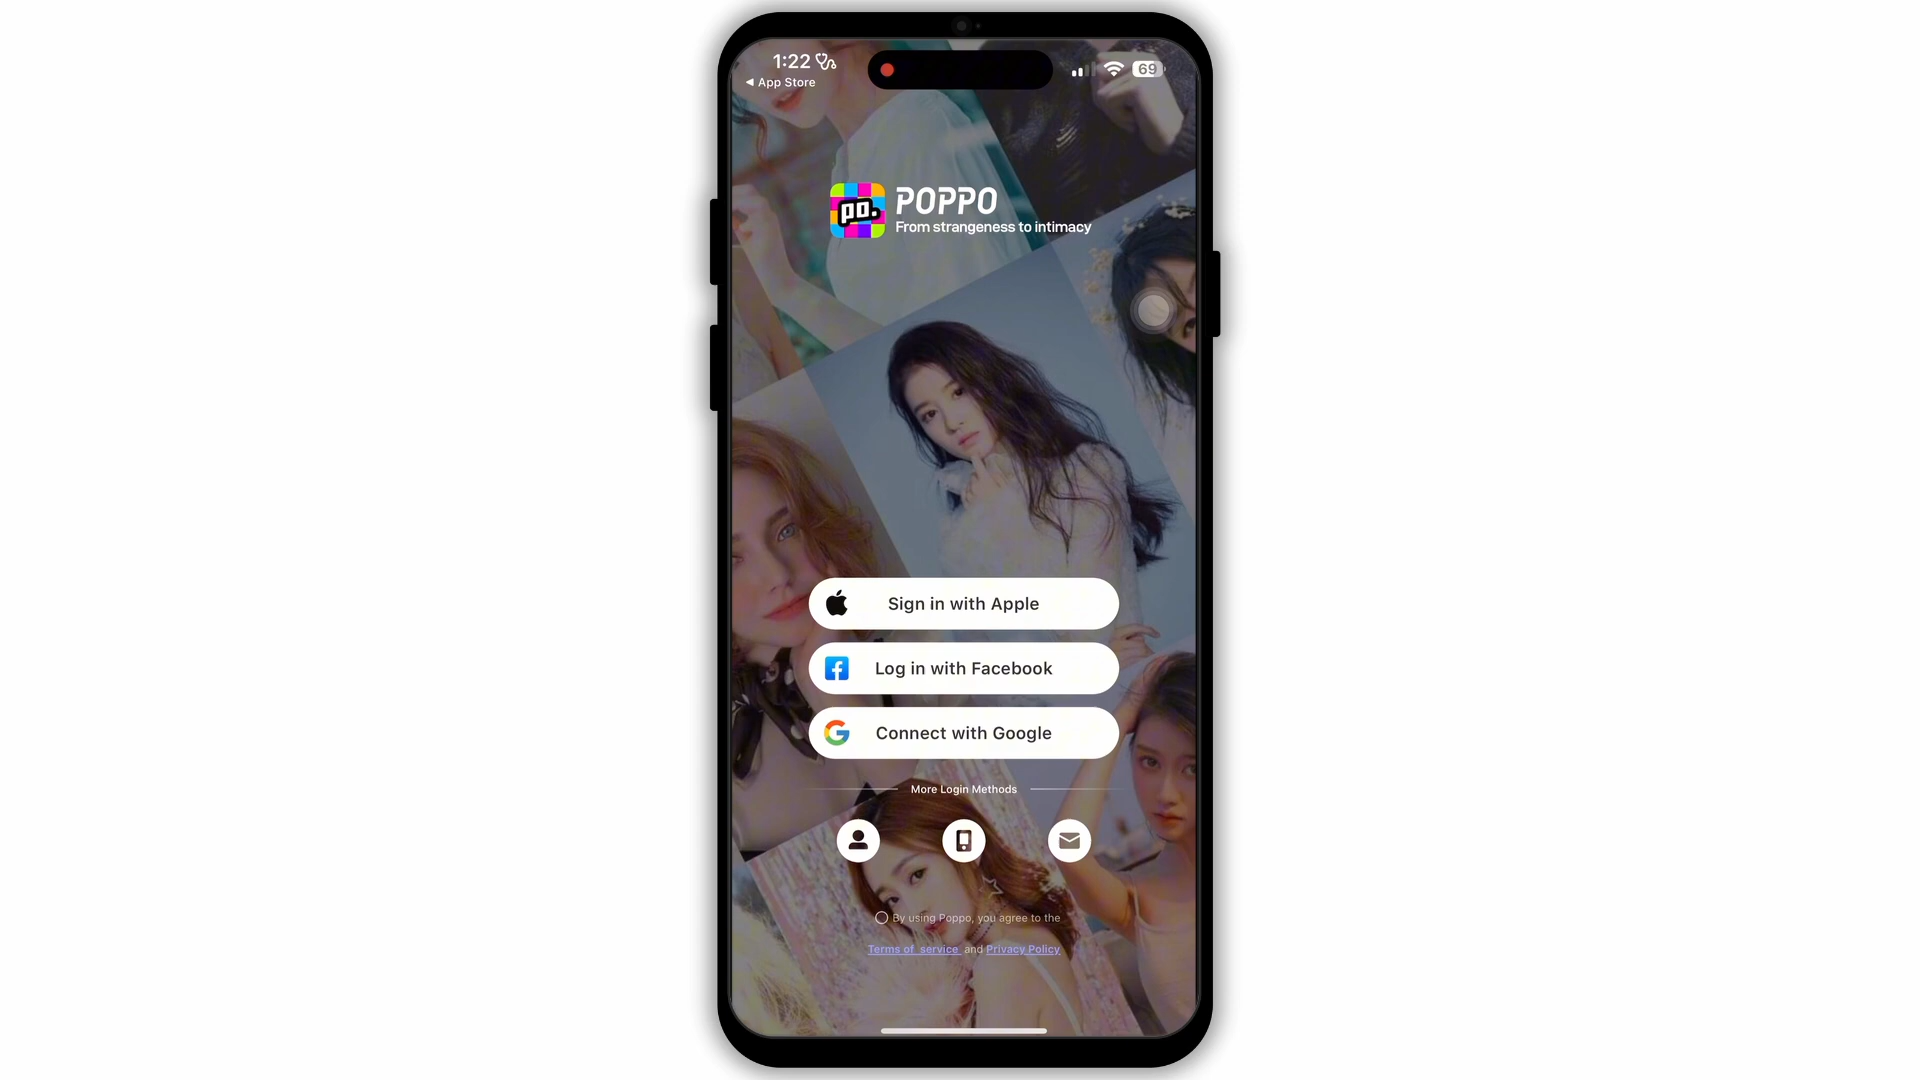 1:22
69
App Store
po.
POPPO
From strangeness to intimacy
Sign in with Apple
Log in with Facebook
Connect with Google
More Login Methods
By using Poppo, you agree to the
Terms of service and Privacy Policy